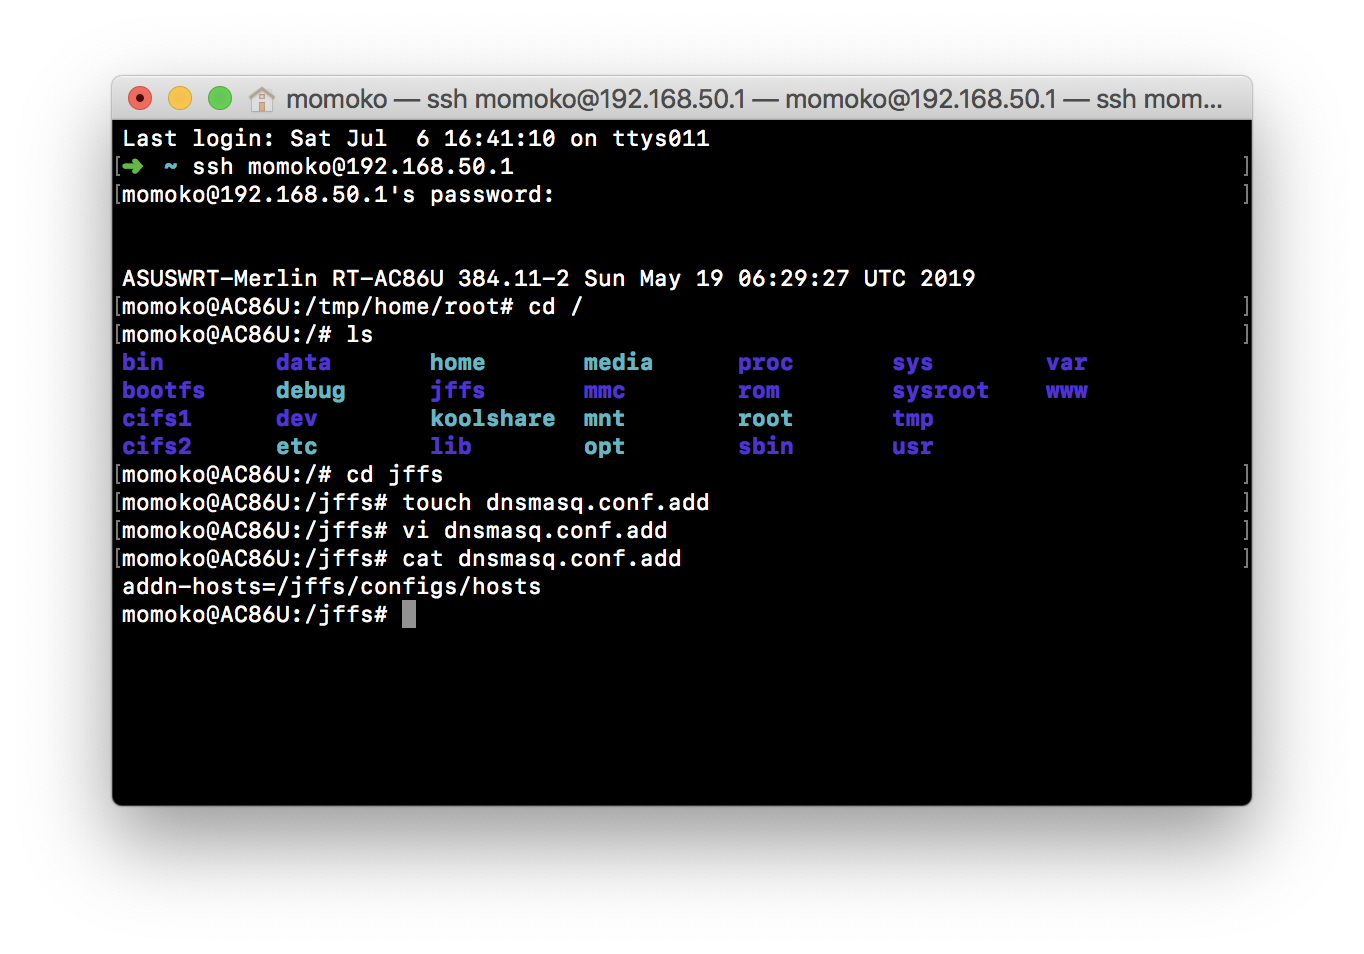 momoko — ssh momoko@192.168.50.1 — momoko@192.168.50.1 — ssh mom...
Last login: Sat Jul  6 16:41:10 on ttys011
[➜  ~ ssh momoko@192.168.50.1 ]
[momoko@192.168.50.1's password: ]
ASUSWRT-Merlin RT-AC86U 384.11-2 Sun May 19 06:29:27 UTC 2019
[momoko@AC86U:/tmp/home/root# cd / ]
[momoko@AC86U:/# ls ]
bin data home media proc sys var
bootfs debug jffs mmc rom sysroot www
cifs1 dev koolshare mnt root tmp
cifs2 etc lib opt sbin usr
[momoko@AC86U:/# cd jffs ]
[momoko@AC86U:/jffs# touch dnsmasq.conf.add ]
[momoko@AC86U:/jffs# vi dnsmasq.conf.add ]
[momoko@AC86U:/jffs# cat dnsmasq.conf.add ]
addn-hosts=/jffs/configs/hosts
momoko@AC86U:/jffs#